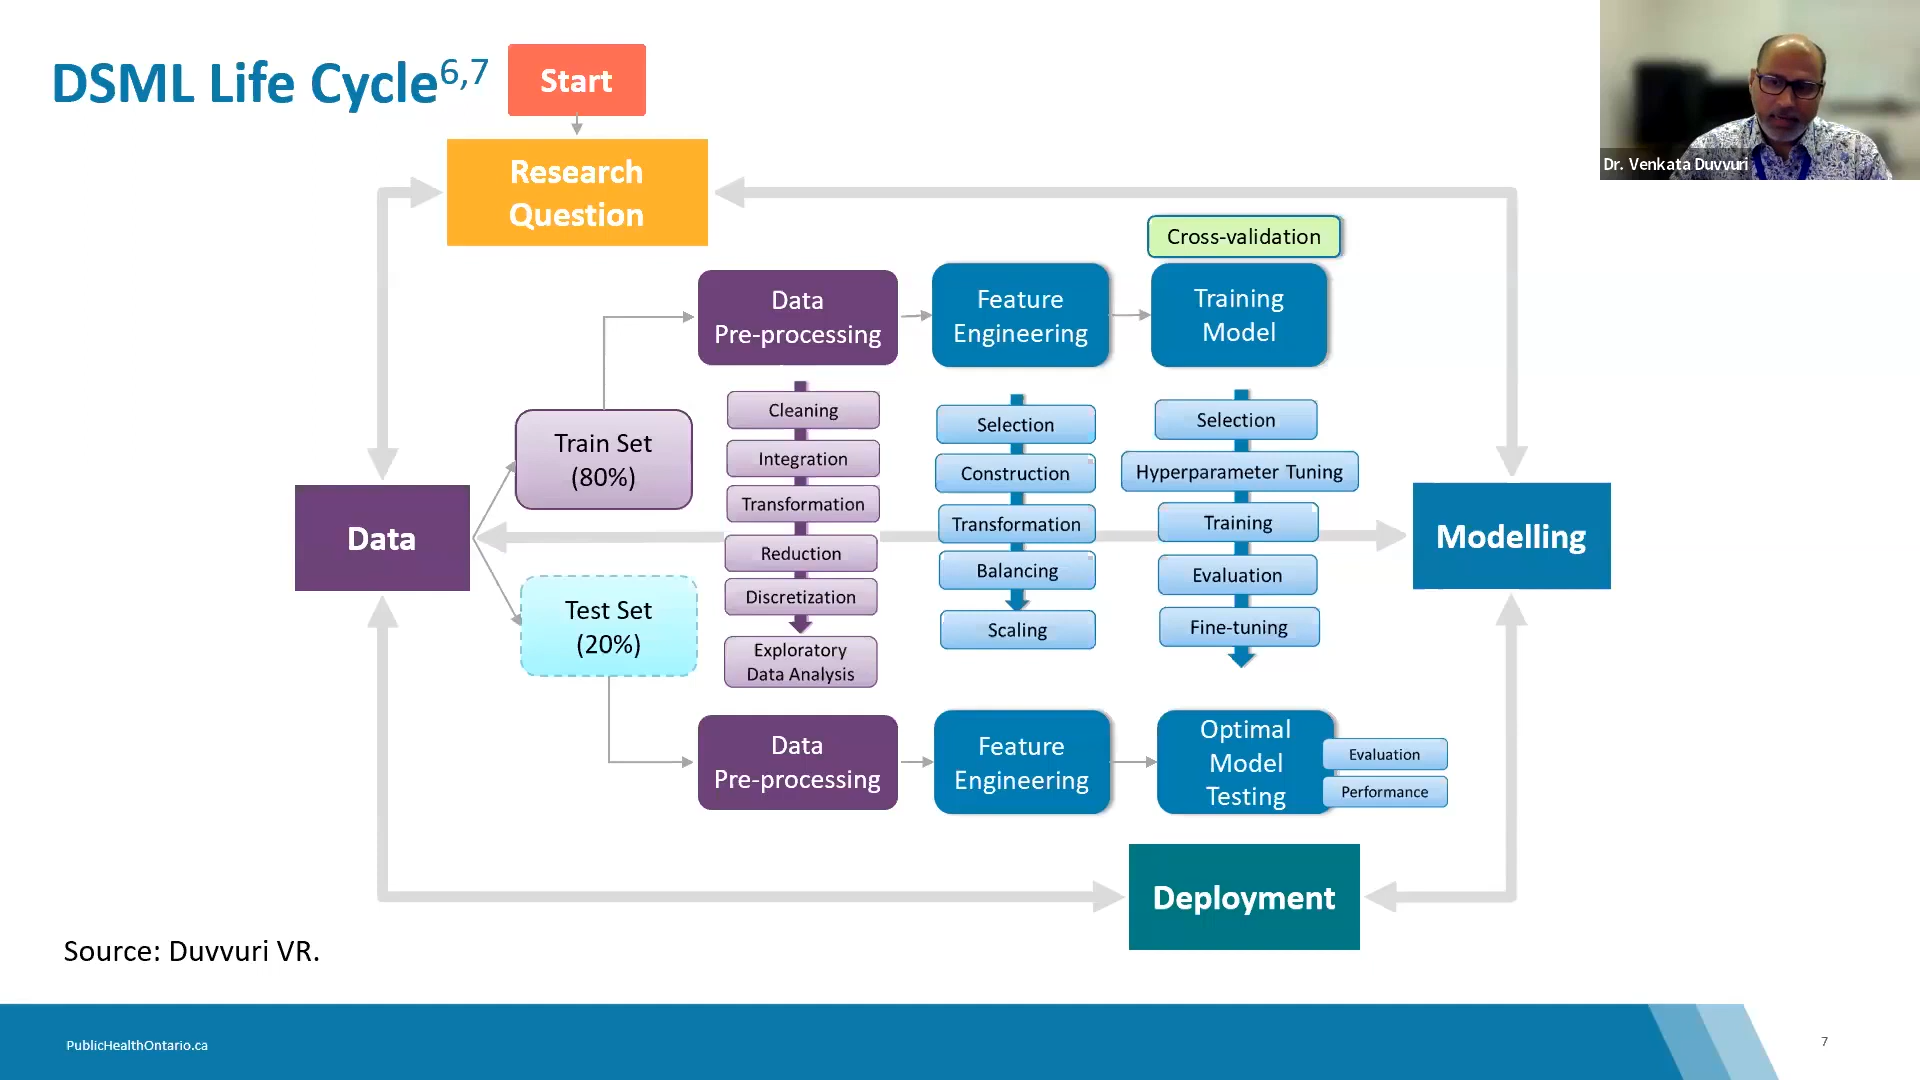 DSML Life Cycle6,7
Start
Dr. Venkata Duvvuri
Research
Question
Cross-validation
Data
Pre-processing
Feature
Engineering
Training
Model
Cleaning
Integration
Transformation
Reduction
Discretization
Exploratory
Data Analysis
Selection
Construction
Transformation
Balancing
Scaling
Selection
Hyperparameter Tuning
Training
Evaluation
Fine-tuning
Train Set
(80%)
Data
Modelling
Test Set
(20%)
Data
Pre-processing
Feature
Engineering
Optimal
Model
Testing
Evaluation
Performance
Deployment
Source: Duvvuri VR.
PublicHealthOntario.ca
7